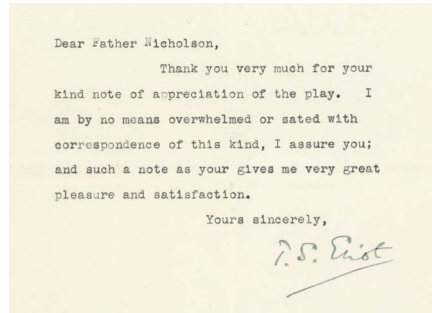 Dear Father Nicholson,
Thank you very much for your
kind note of appreciation of the play. I
am by no means overwhelmed or sated with
correspondence of this kind, I assure you;
and such a note as your gives me very great
pleasure and satisfaction.
Yours sincerely,
T. S. Eliot